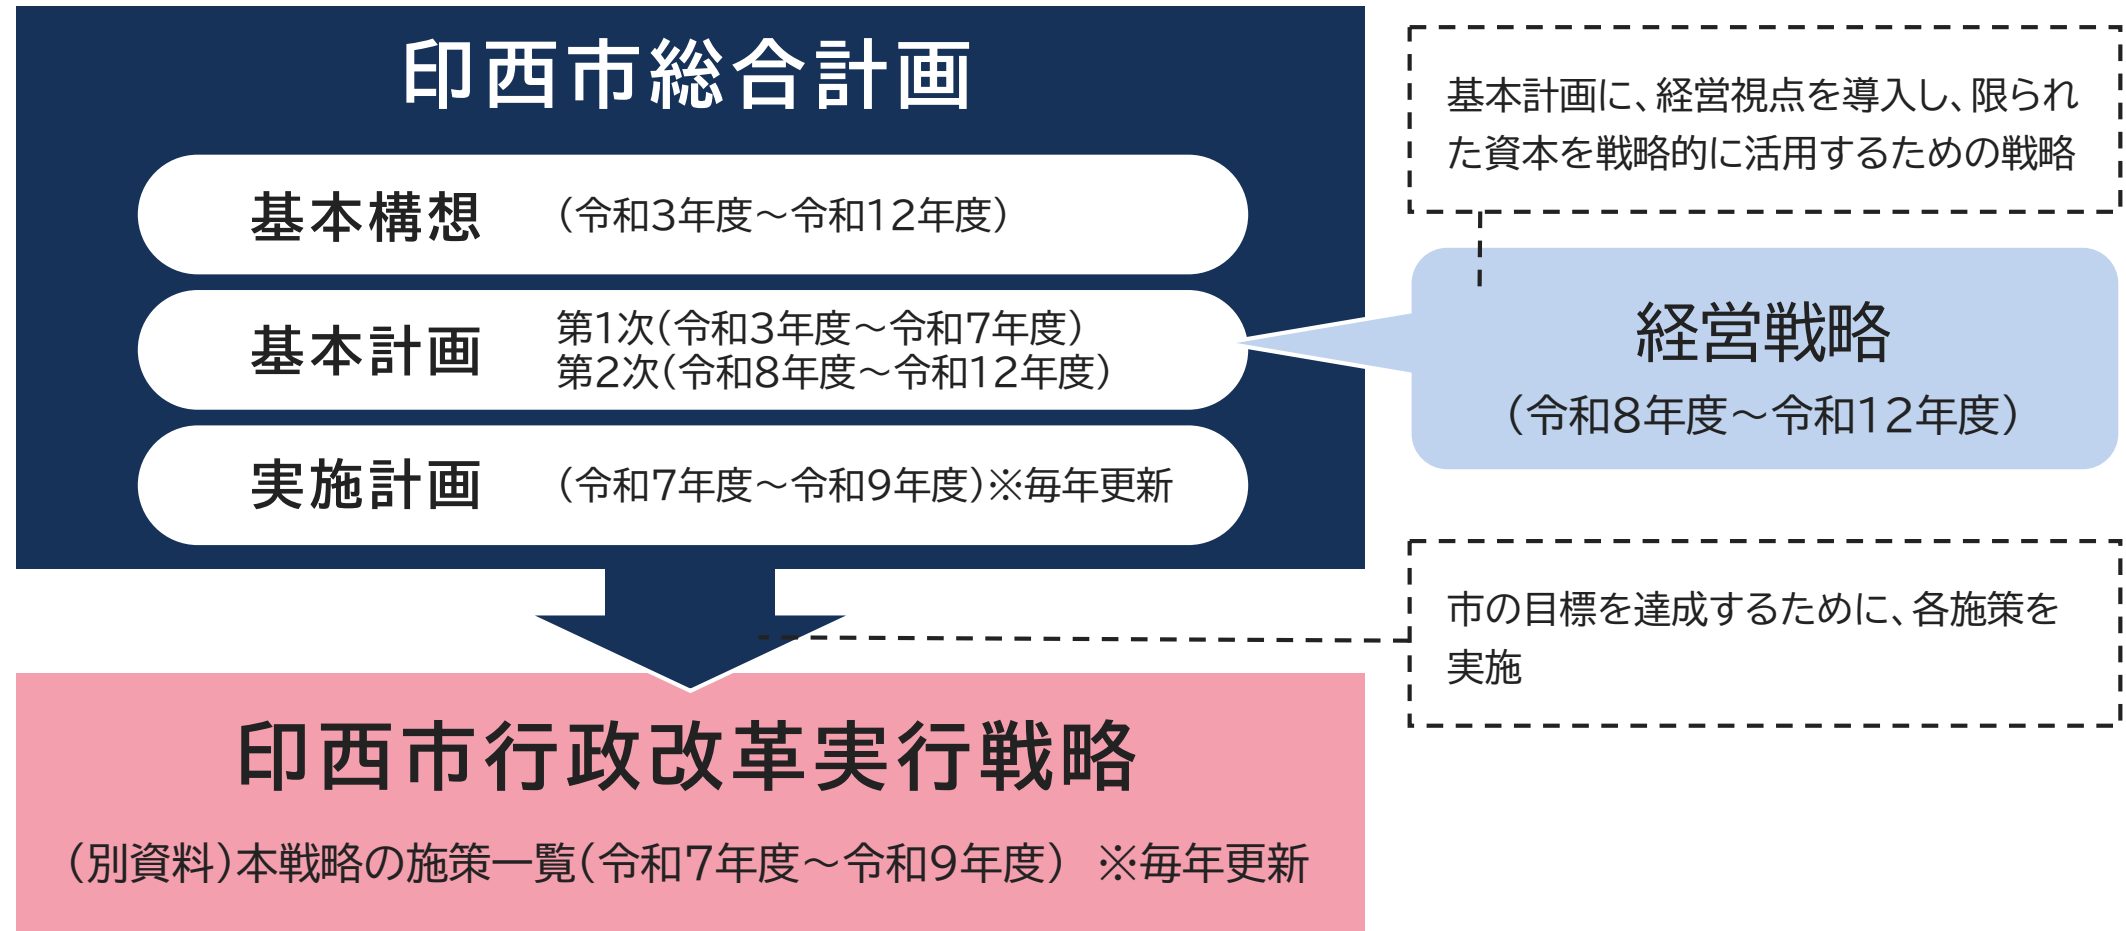 印西市総合計画
基本構想 （令和3年度～令和12年度）
基本計画 第1次（令和3年度～令和7年度）
第2次（令和8年度～令和12年度）
実施計画 （令和7年度～令和9年度）※毎年更新
基本計画に、経営視点を導入し、限られ
た資本を戦略的に活用するための戦略
経営戦略
（令和8年度～令和12年度）
市の目標を達成するために、各施策を
実施
印西市行政改革実行戦略
（別資料）本戦略の施策一覧（令和7年度～令和9年度） ※毎年更新